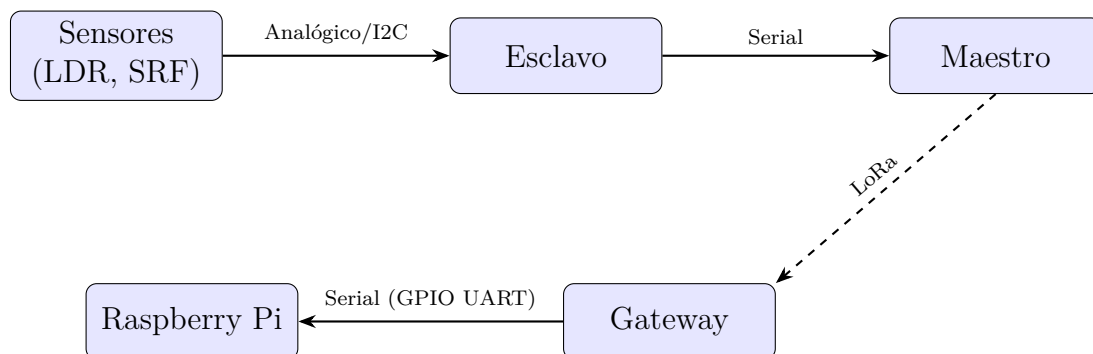 Sensores
(LDR, SRF)
Analógico/I2C
Esclavo
Serial
Maestro
LoRa
Raspberry Pi
Serial (GPIO UART)
Gateway